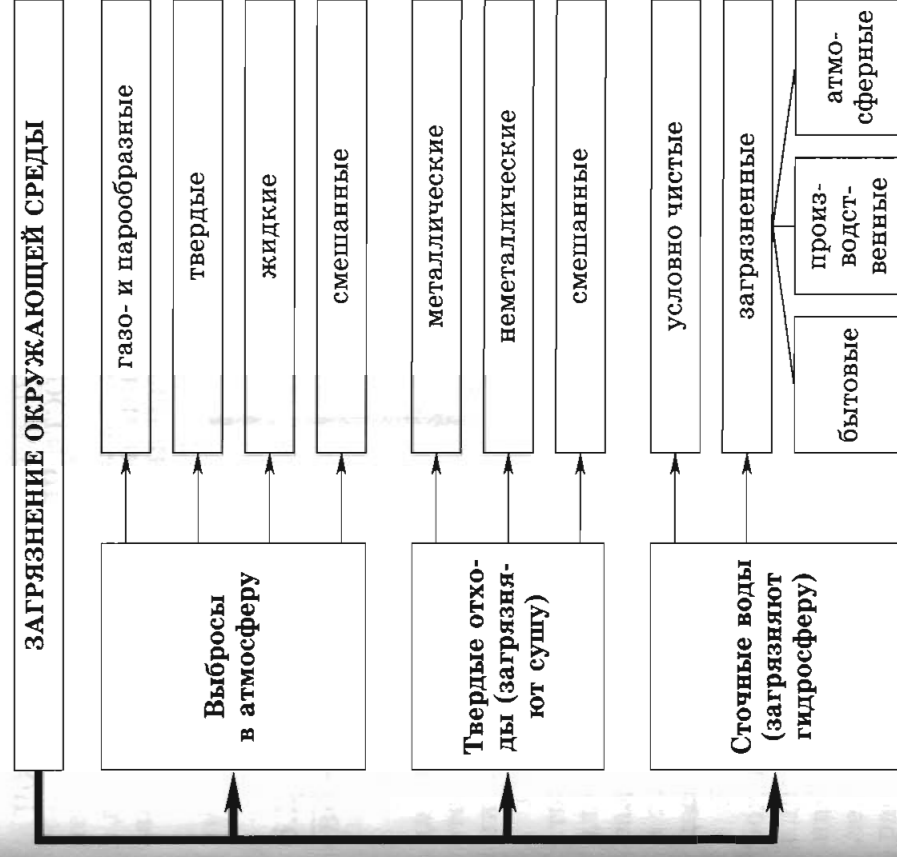 ЗАГРЯЗНЕНИЕ ОКРУЖАЮЩЕЙ СРЕДЫ
Выбросы
в атмосферу
газо- и парообразные
твердые
жидкие
смешанные
Твердые отхо-
ды (загрязня-
ют сушу)
металлические
неметаллические
смешанные
Сточные воды
(загрязняют
гидросферу)
условно чистые
загрязненные
бытовые
произ-
водст-
венные
атмо-
сферные